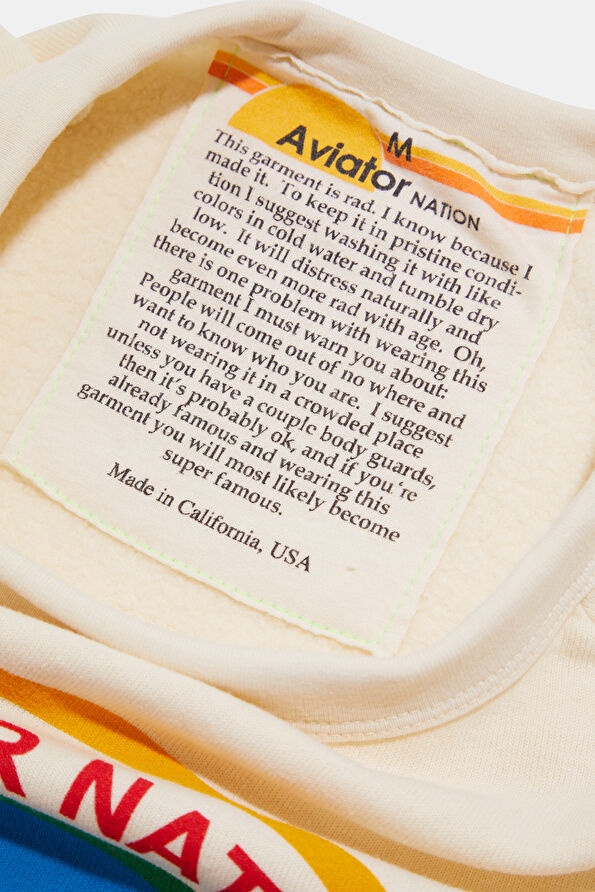 M
Aviator NATION
This garment is rad. I know because I
made it. To keep it in pristine condi-
tion I suggest washing it with like
colors in cold water and tumble dry
low. It will distress naturally and
become even more rad with age. Oh,
there is one problem with wearing this
garment I must warn you about:
People will come out of no where and
want to know who you are. I suggest
not wearing it in a crowded place
unless you have a couple body guards,
then it's probably ok, and if you're
already famous and wearing this
garment you will most likely become
super famous.
Made in California, USA
R NAT